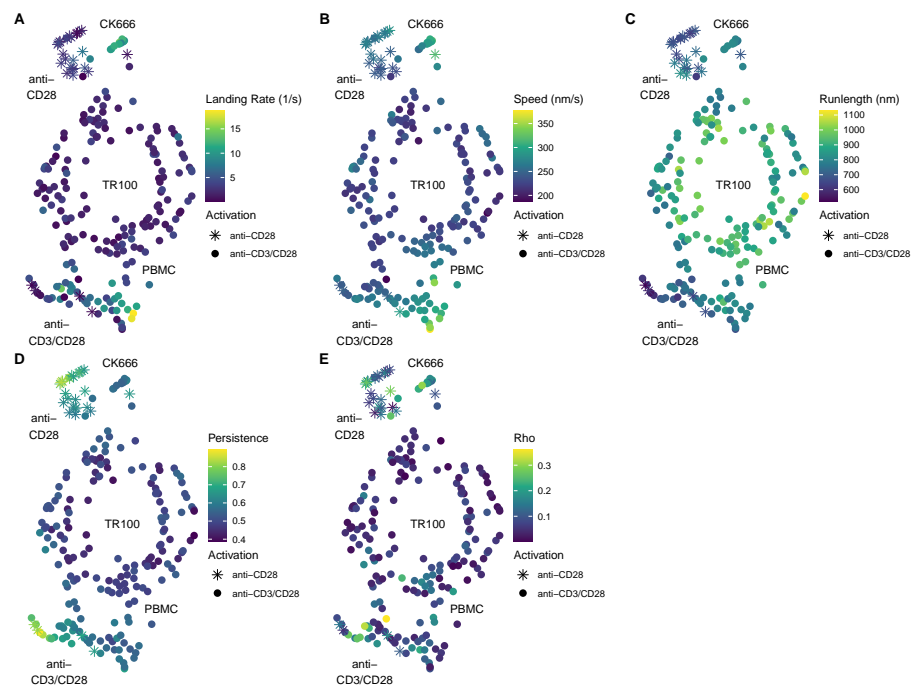 A
CK666
anti−
CD28
Landing Rate (1/s)
15
10
5
TR100
Activation
anti−CD28
anti−CD3/CD28
PBMC
anti−
CD3/CD28
B
CK666
anti−
CD28
Speed (nm/s)
350
300
250
200
TR100
Activation
anti−CD28
anti−CD3/CD28
PBMC
anti−
CD3/CD28
C
CK666
anti−
CD28
Runlength (nm)
1100
1000
900
800
700
600
TR100
Activation
anti−CD28
anti−CD3/CD28
PBMC
anti−
CD3/CD28
D
CK666
anti−
CD28
Persistence
0.8
0.7
0.6
0.5
0.4
TR100
Activation
anti−CD28
anti−CD3/CD28
PBMC
anti−
CD3/CD28
E
CK666
anti−
CD28
Rho
0.3
0.2
0.1
TR100
Activation
anti−CD28
anti−CD3/CD28
PBMC
anti−
CD3/CD28